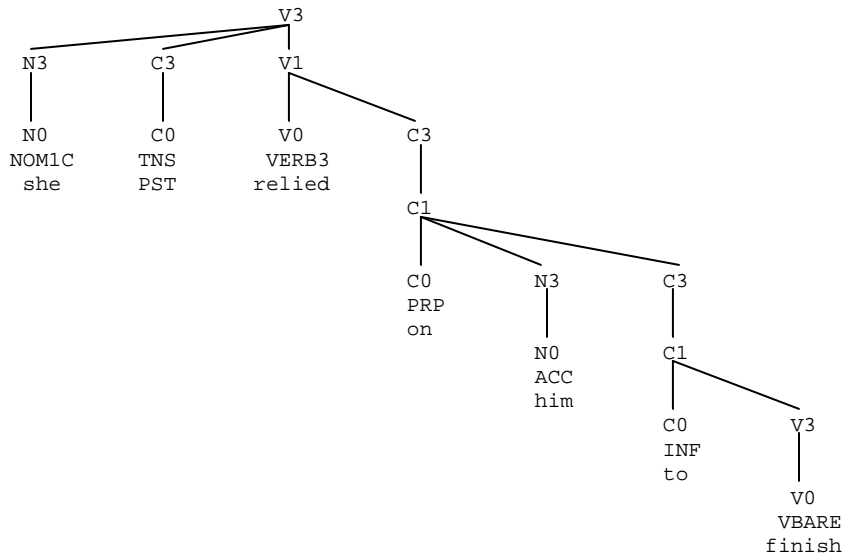 V3
N3 C3 V1
N0 C0 V0 C3
NOM1C TNS VERB3
she PST relied
C1
C0 N3 C3
PRP
on
N0 C1
ACC
him
C0 V3
INF
to
V0
VBARE
finish